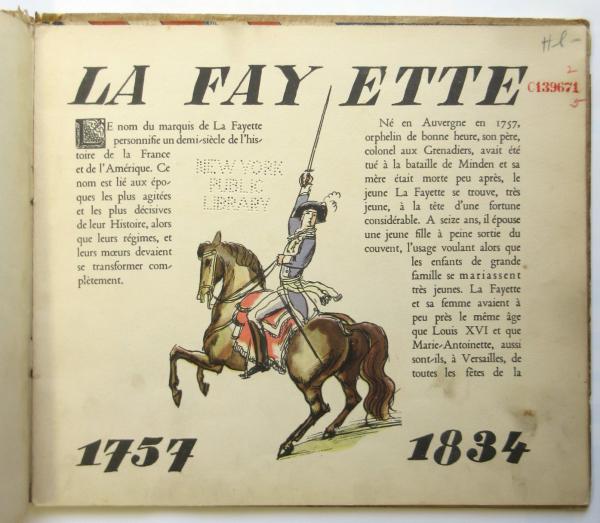 H8-
LA FAYETTE
2
C139671
5
LE nom du marquis de La Fayette
personnifie un demi-siècle de l'his-
toire de la France
et de l'Amérique. Ce
nom est lié aux épo-
ques les plus agitées
et les plus décisives
de leur Histoire, alors
que leurs régimes, et
leurs mœurs devaient
se transformer com-
plètement.
NEW YORK
PUBLIC
LIBRARY
Né en Auvergne en 1757,
orphelin de bonne heure, son père,
colonel aux Grenadiers, avait été
tué à la bataille de Minden et sa
mère était morte peu après, le
jeune La Fayette se trouve, très
jeune, à la tête d'une fortune
considérable. A seize ans, il épouse
une jeune fille à peine sortie du
couvent, l'usage voulant alors que
les enfants de grande
famille se mariassent
très jeunes. La Fayette
et sa femme avaient à
peu près le même âge
que Louis XVI et que
Marie-Antoinette, aussi
sont-ils, à Versailles, de
toutes les fêtes de la
1757
1834